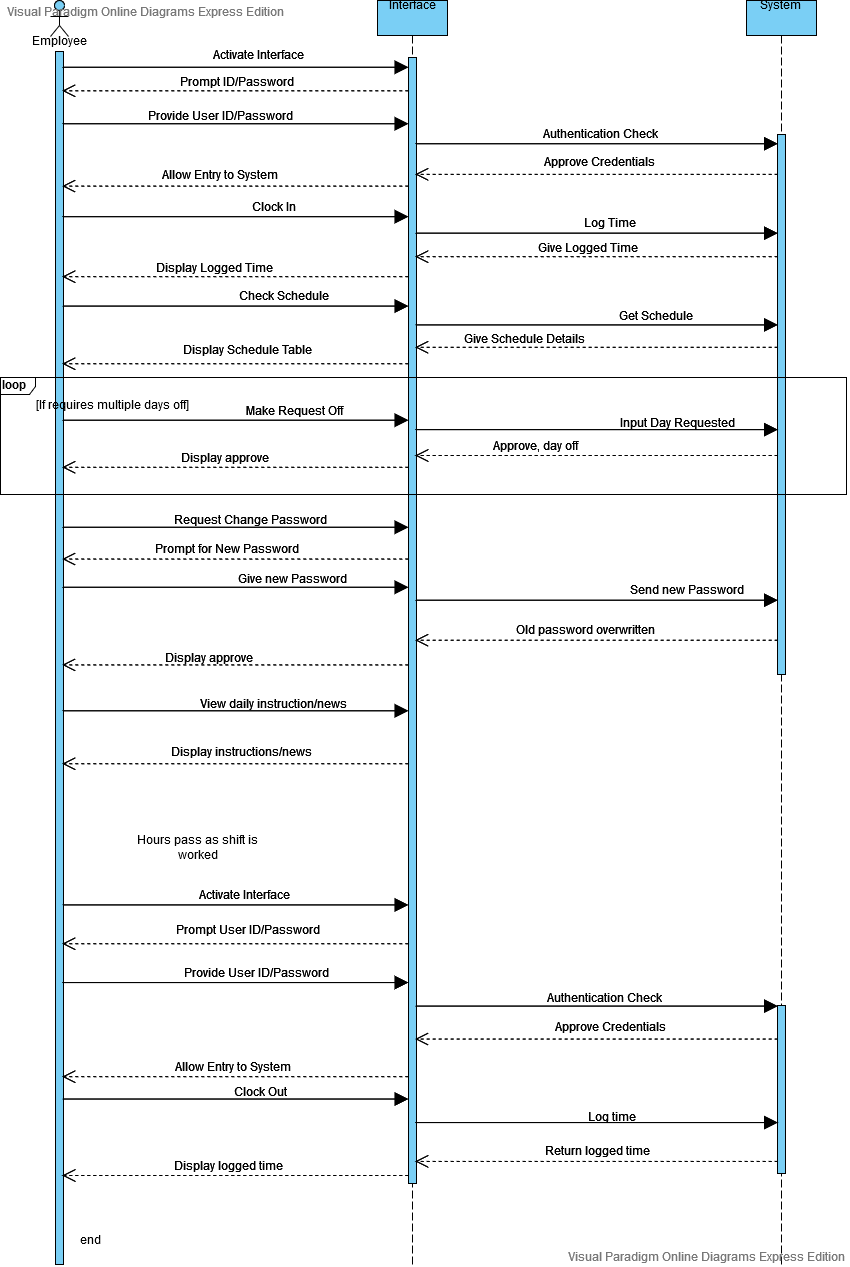 Visual Paradigm Online Diagrams Express Edition
Interface
System
Employee
Activate Interface
Prompt ID/Password
Provide User ID/Password
Authentication Check
Approve Credentials
Allow Entry to System
Clock In
Log Time
Give Logged Time
Display Logged Time
Check Schedule
Get Schedule
Give Schedule Details
Display Schedule Table
loop
[If requires multiple days off]
Make Request Off
Input Day Requested
Approve, day off
Display approve
Request Change Password
Prompt for New Password
Give new Password
Send new Password
Old password overwritten
Display approve
View daily instruction/news
Display instructions/news
Hours pass as shift is
worked
Activate Interface
Prompt User ID/Password
Provide User ID/Password
Authentication Check
Approve Credentials
Allow Entry to System
Clock Out
Log time
Return logged time
Display logged time
end
Visual Paradigm Online Diagrams Express Edition